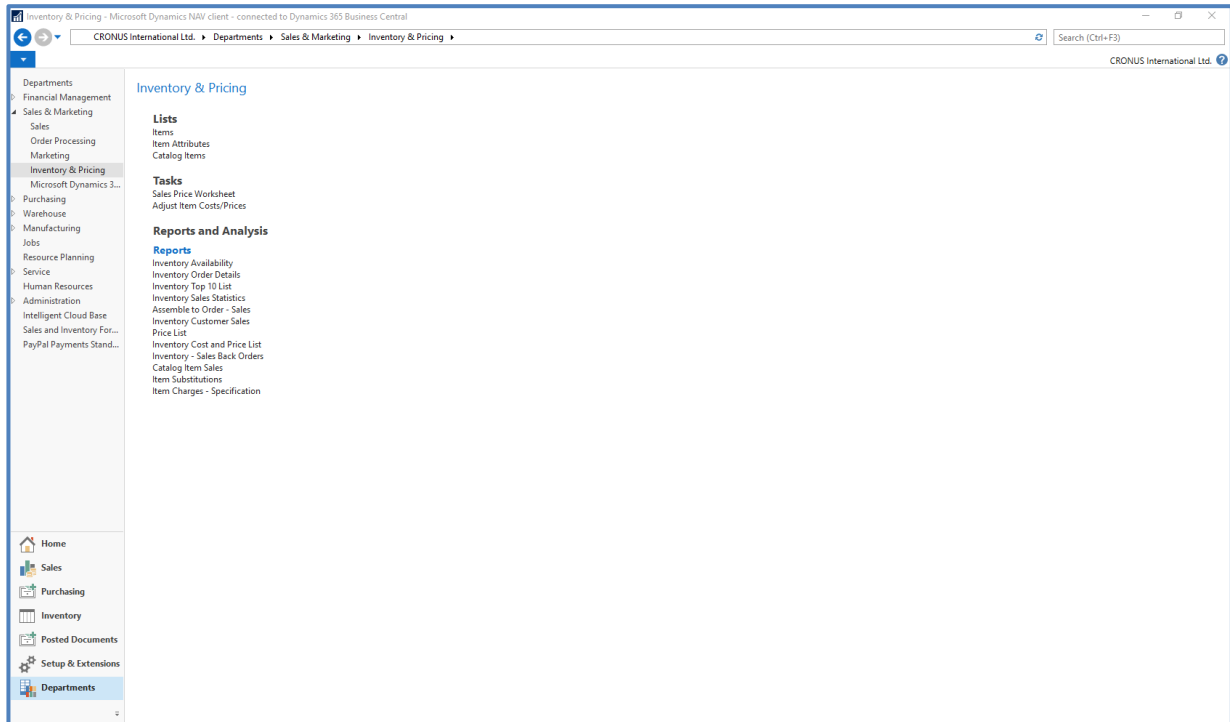 Inventory & Pricing - Microsoft Dynamics NAV client - connected to Dynamics 365 Business Central
CRONUS International Ltd. Departments Sales & Marketing Inventory & Pricing
Search (Ctrl+F3)
CRONUS International Ltd.
Departments
Financial Management
Sales & Marketing
Sales
Order Processing
Marketing
Inventory & Pricing
Microsoft Dynamics 3...
Purchasing
Warehouse
Manufacturing
Jobs
Resource Planning
Service
Human Resources
Administration
Intelligent Cloud Base
Sales and Inventory For...
PayPal Payments Stand...
Inventory & Pricing
Lists
Items
Item Attributes
Catalog Items
Tasks
Sales Price Worksheet
Adjust Item Costs/Prices
Reports and Analysis
Reports
Inventory Availability
Inventory Order Details
Inventory Top 10 List
Inventory Sales Statistics
Assemble to Order - Sales
Inventory Customer Sales
Price List
Inventory Cost and Price List
Inventory - Sales Back Orders
Catalog Item Sales
Item Substitutions
Item Charges - Specification
Home
Sales
Purchasing
Inventory
Posted Documents
Setup & Extensions
Departments